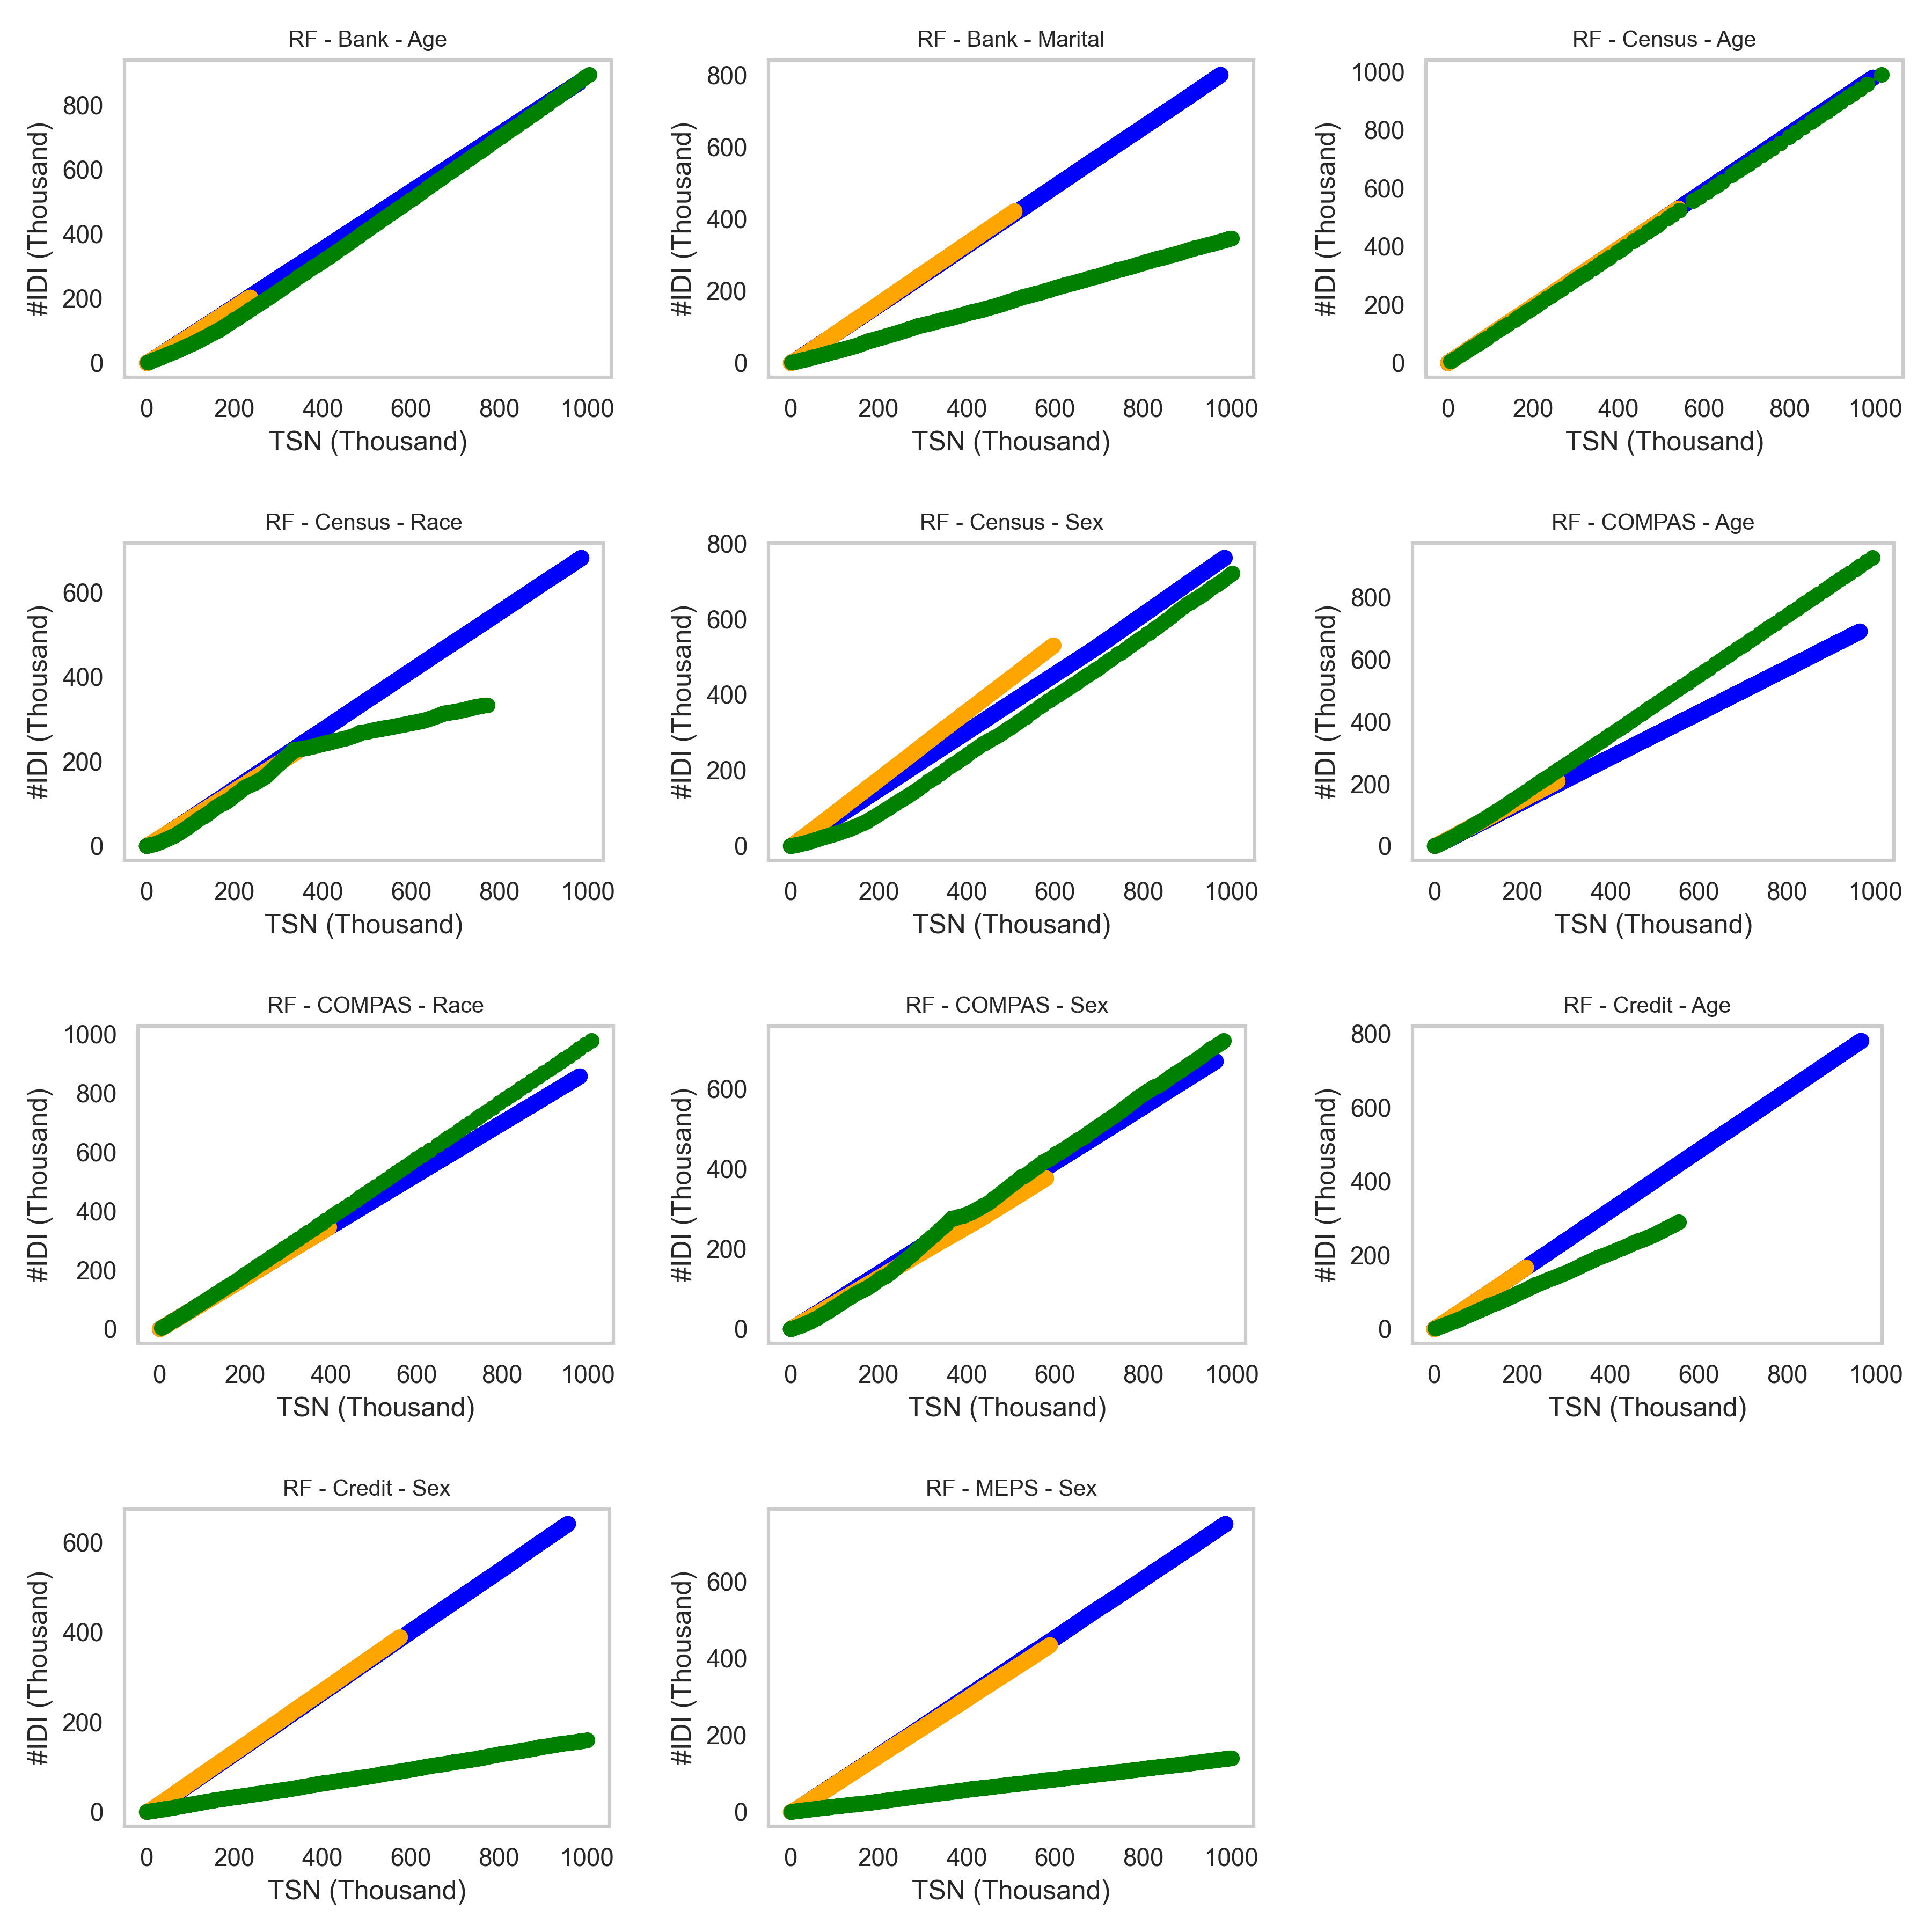 RF - Bank - Age
#IDI (Thousand)
800
600
400
200
0
0 200 400 600 800 1000
TSN (Thousand)
RF - Bank - Marital
#IDI (Thousand)
800
600
400
200
0
0 200 400 600 800 1000
TSN (Thousand)
RF - Census - Age
#IDI (Thousand)
1000
800
600
400
200
0
0 200 400 600 800 1000
TSN (Thousand)
RF - Census - Race
#IDI (Thousand)
600
400
200
0
0 200 400 600 800 1000
TSN (Thousand)
RF - Census - Sex
#IDI (Thousand)
800
600
400
200
0
0 200 400 600 800 1000
TSN (Thousand)
RF - COMPAS - Age
#IDI (Thousand)
800
600
400
200
0
0 200 400 600 800 1000
TSN (Thousand)
RF - COMPAS - Race
#IDI (Thousand)
1000
800
600
400
200
0
0 200 400 600 800 1000
TSN (Thousand)
RF - COMPAS - Sex
#IDI (Thousand)
600
400
200
0
0 200 400 600 800 1000
TSN (Thousand)
RF - Credit - Age
#IDI (Thousand)
800
600
400
200
0
0 200 400 600 800 1000
TSN (Thousand)
RF - Credit - Sex
#IDI (Thousand)
600
400
200
0
0 200 400 600 800 1000
TSN (Thousand)
RF - MEPS - Sex
#IDI (Thousand)
600
400
200
0
0 200 400 600 800 1000
TSN (Thousand)